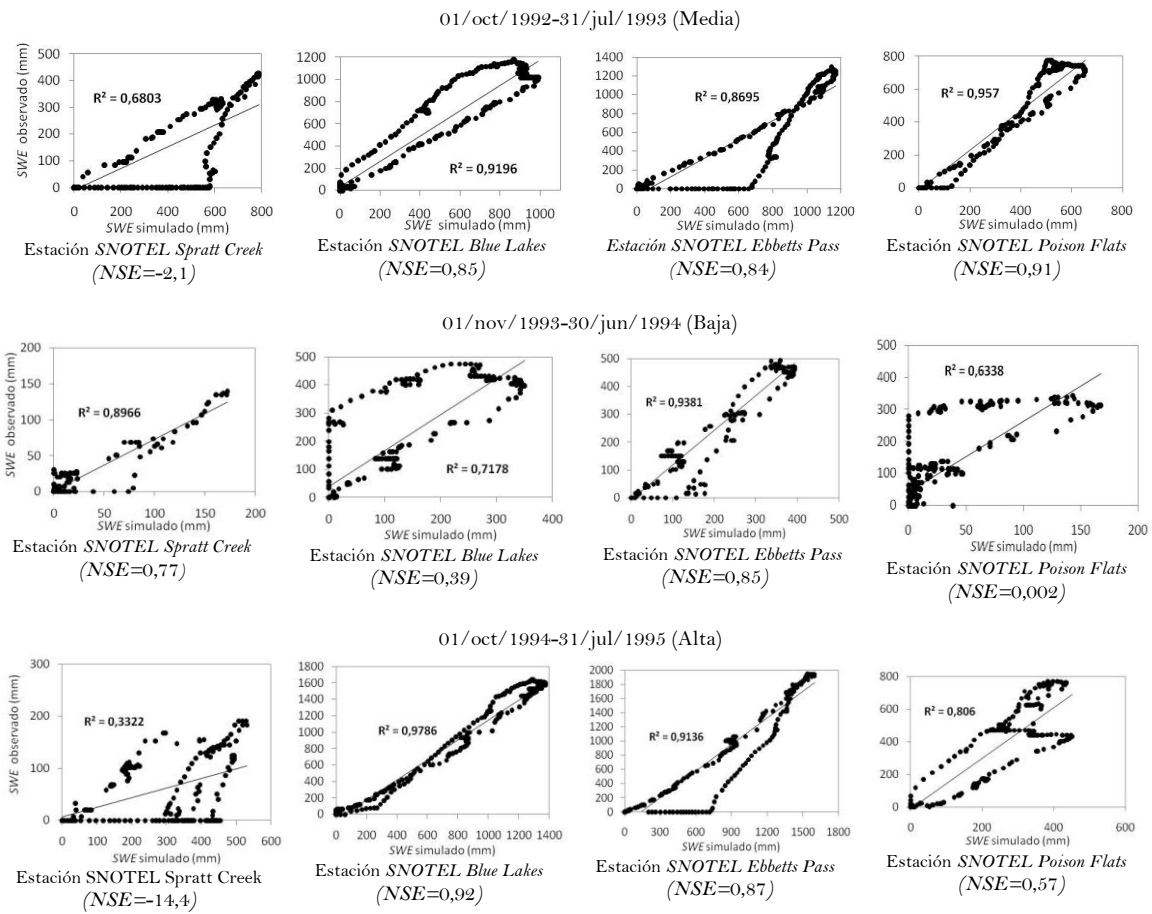 01/oct/1992-31/jul/1993 (Media)
SWE observado (mm)
500
400
300
200
100
0
R² = 0,6803
0 200 400 600 800
SWE simulado (mm)
Estación SNOTEL Spratt Creek
(NSE=-2,1)
1200
1000
800
600
400
200
0
R² = 0,9196
0 200 400 600 800 1000
SWE simulado (mm)
Estación SNOTEL Blue Lakes
(NSE=0,85)
1400
1200
1000
800
600
400
200
0
R² = 0,8695
0 200 400 600 800 1000 1200
SWE simulado (mm)
Estación SNOTEL Ebbetts Pass
(NSE=0,84)
800
600
400
200
0
R² = 0,957
0 200 400 600 800
SWE simulado (mm)
Estación SNOTEL Poison Flats
(NSE=0,91)
01/nov/1993-30/jun/1994 (Baja)
SWE observado (mm)
200
150
100
50
0
R² = 0,8966
0 50 100 150 200
SWE simulado (mm)
Estación SNOTEL Spratt Creek
(NSE=0,77)
500
400
300
200
100
0
R² = 0,7178
0 100 200 300 400
SWE simulado (mm)
Estación SNOTEL Blue Lakes
(NSE=0,39)
500
400
300
200
100
0
R² = 0,9381
0 100 200 300 400 500
SWE simulado (mm)
Estación SNOTEL Ebbetts Pass
(NSE=0,85)
500
400
300
200
100
0
R² = 0,6338
0 50 100 150 200
SWE simulado (mm)
Estación SNOTEL Poison Flats
(NSE=0,002)
01/oct/1994-31/jul/1995 (Alta)
SWE observado (mm)
300
200
100
0
R² = 0,3322
0 100 200 300 400 500 600
SWE simulado (mm)
Estación SNOTEL Spratt Creek
(NSE=-14,4)
1800
1600
1400
1200
1000
800
600
400
200
0
R² = 0,9786
0 200 400 600 800 1000 1200 1400
SWE simulado (mm)
Estación SNOTEL Blue Lakes
(NSE=0,92)
2000
1800
1600
1400
1200
1000
800
600
400
200
0
R² = 0,9136
0 300 600 900 1200 1500 1800
SWE simulado (mm)
Estación SNOTEL Ebbetts Pass
(NSE=0,87)
800
600
400
200
0
R² = 0,806
0 200 400 600
SWE simulado (mm)
Estación SNOTEL Poison Flats
(NSE=0,57)